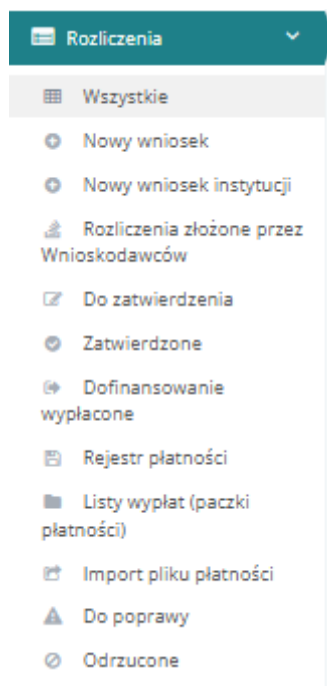 Rozliczenia
Wszystkie
Nowy wniosek
Nowy wniosek instytucji
Rozliczenia złożone przez
Wnioskodawców
Do zatwierdzenia
Zatwierdzone
Dofinansowanie
wypłacone
Rejestr płatności
Listy wypłat (paczki
płatności)
Import pliku płatności
Do poprawy
Odrzucone